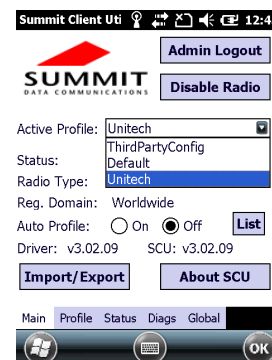 Summit Client Uti 12:4
Admin Logout
SUMMIT
DATA COMMUNICATIONS
Disable Radio
Active Profile: Unitech
ThirdPartyConfig
Default
Unitech
Status:
Radio Type:
Reg. Domain: Worldwide
Auto Profile: On Off List
Driver: v3.02.09 SCU: v3.02.09
Import/Export About SCU
Main Profile Status Diags Global
OK